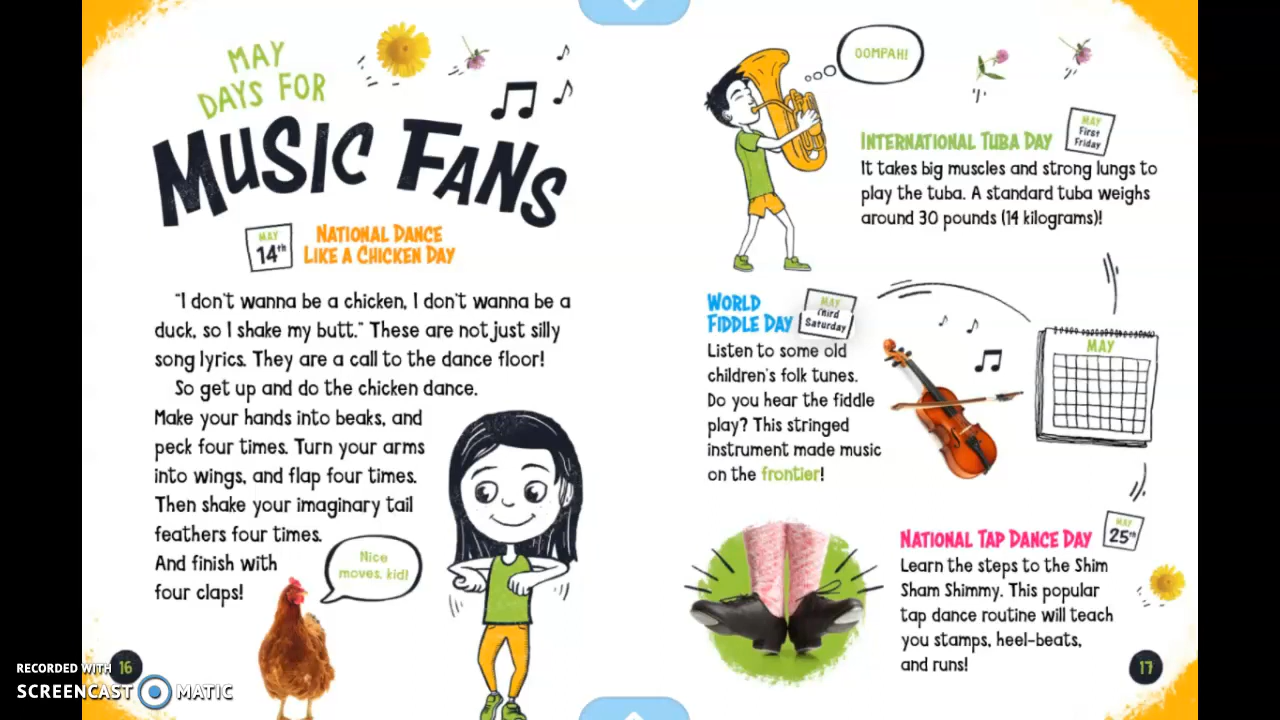 MAY
DAYS FOR
MUSIC FANS
MAY
14th
NATIONAL DANCE
LIKE A CHICKEN DAY
"I don't wanna be a chicken, I don't wanna be a
duck, so I shake my butt." These are not just silly
song lyrics. They are a call to the dance floor!
So get up and do the chicken dance.
Make your hands into beaks, and
peck four times. Turn your arms
into wings, and flap four times.
Then shake your imaginary tail
feathers four times.
And finish with
four claps!
Nice
moves, kid!
16
RECORDED WITH
SCREENCAST MATIC
OOMPAH!
INTERNATIONAL TUBA DAY
MAY
First
Friday
It takes big muscles and strong lungs to
play the tuba. A standard tuba weighs
around 30 pounds (14 kilograms)!
WORLD
FIDDLE DAY
MAY
Third
Saturday
Listen to some old
children's folk tunes.
Do you hear the fiddle
play? This stringed
instrument made music
on the frontier!
MAY
NATIONAL TAP DANCE DAY
MAY
25th
Learn the steps to the Shim
Sham Shimmy. This popular
tap dance routine will teach
you stamps, heel-beats,
and runs!
17